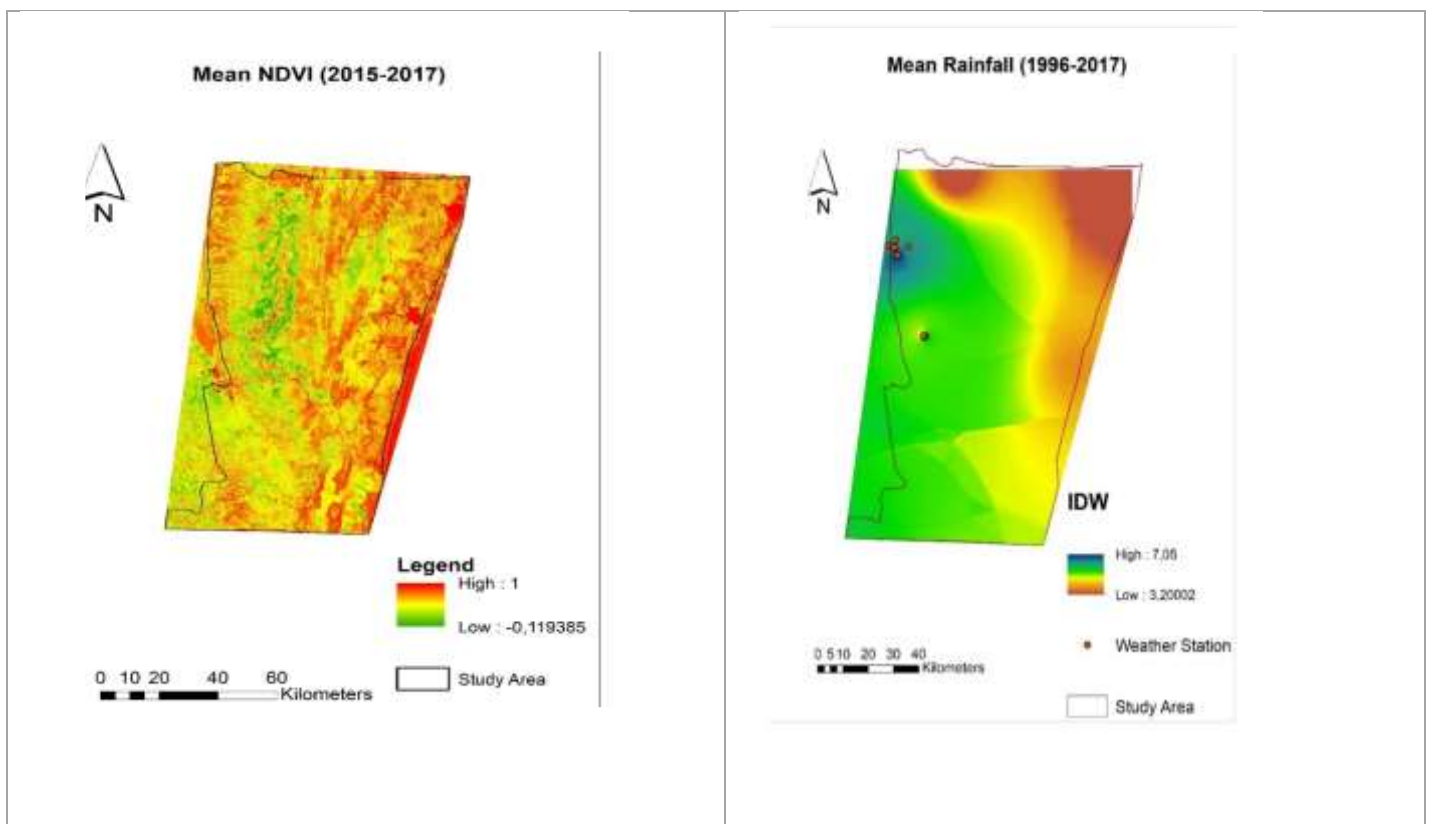 Mean NDVI (2015-2017)
N
Legend
High : 1
Low : -0,119385
Study Area
0 10 20 40 60
Kilometers
Mean Rainfall (1996-2017)
N
IDW
High : 7,05
Low : 3,20002
Weather Station
Study Area
0 5 10 20 30 40
Kilometers